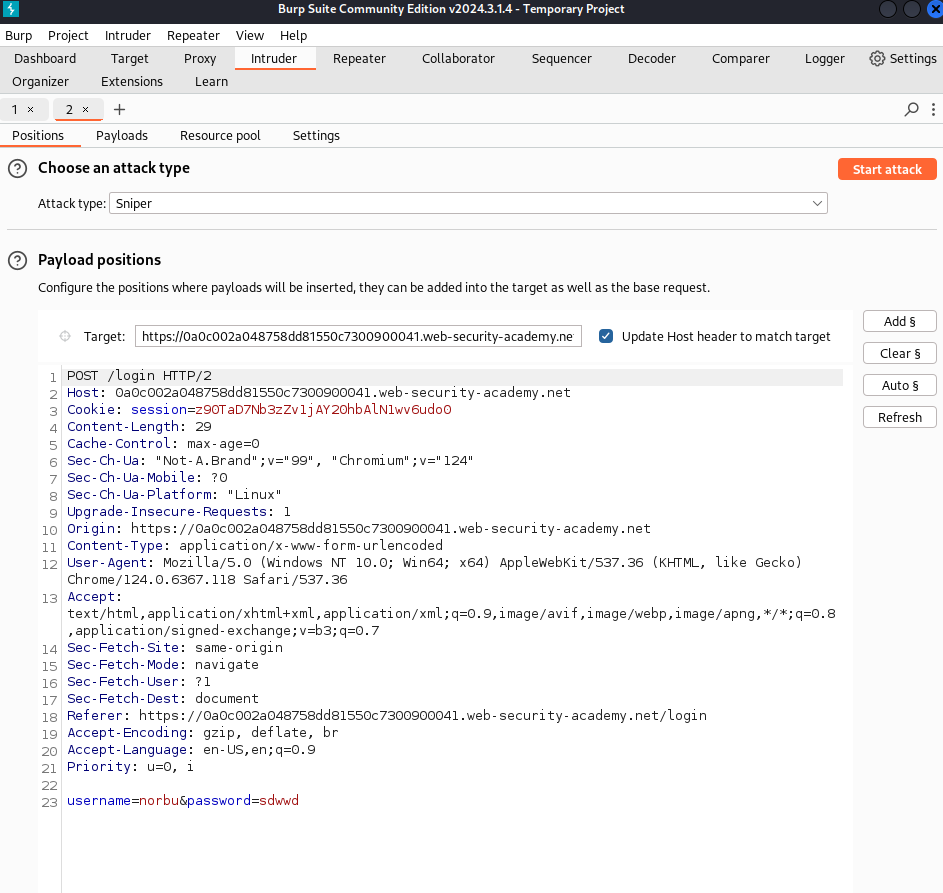 Burp Suite Community Edition v2024.3.1.4 - Temporary Project
Burp Project Intruder Repeater View Help
Dashboard Target Proxy Intruder Repeater Collaborator Sequencer Decoder Comparer Logger Settings
Organizer Extensions Learn
1 × 2 × +
Positions Payloads Resource pool Settings
? Choose an attack type Start attack
Attack type: Sniper
? Payload positions
Configure the positions where payloads will be inserted, they can be added into the target as well as the base request.
Target: https://0a0c002a048758dd81550c7300900041.web-security-academy.ne Update Host header to match target
Add §
Clear §
Auto §
Refresh
1 POST /login HTTP/2
2 Host: 0a0c002a048758dd81550c7300900041.web-security-academy.net
3 Cookie: session=z90TaD7Nb3zZv1jAY20hbAlN1wv6udo0
4 Content-Length: 29
5 Cache-Control: max-age=0
6 Sec-Ch-Ua: "Not-A.Brand";v="99", "Chromium";v="124"
7 Sec-Ch-Ua-Mobile: ?0
8 Sec-Ch-Ua-Platform: "Linux"
9 Upgrade-Insecure-Requests: 1
10 Origin: https://0a0c002a048758dd81550c7300900041.web-security-academy.net
11 Content-Type: application/x-www-form-urlencoded
12 User-Agent: Mozilla/5.0 (Windows NT 10.0; Win64; x64) AppleWebKit/537.36 (KHTML, like Gecko)
Chrome/124.0.6367.118 Safari/537.36
13 Accept:
text/html,application/xhtml+xml,application/xml;q=0.9,image/avif,image/webp,image/apng,*/*;q=0.8
,application/signed-exchange;v=b3;q=0.7
14 Sec-Fetch-Site: same-origin
15 Sec-Fetch-Mode: navigate
16 Sec-Fetch-User: ?1
17 Sec-Fetch-Dest: document
18 Referer: https://0a0c002a048758dd81550c7300900041.web-security-academy.net/login
19 Accept-Encoding: gzip, deflate, br
20 Accept-Language: en-US,en;q=0.9
21 Priority: u=0, i
22
23 username=norbu&password=sdwwd